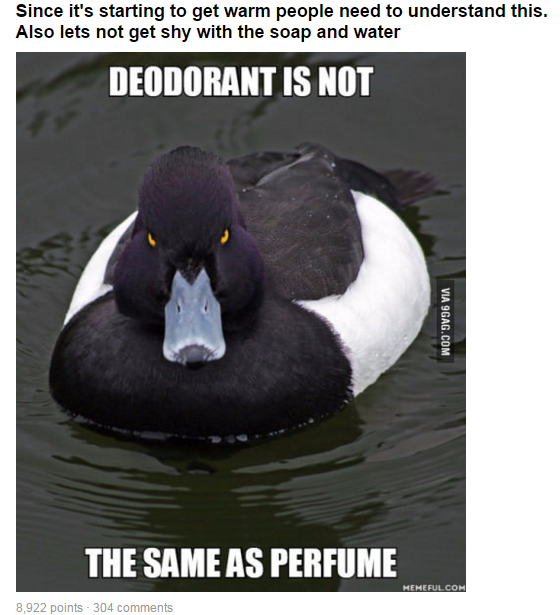 Since it's starting to get warm people need to understand this.
Also lets not get shy with the soap and water
DEODORANT IS NOT
VIA 9GAG.COM
THE SAME AS PERFUME
MEMEFUL.COM
8,922 points · 304 comments